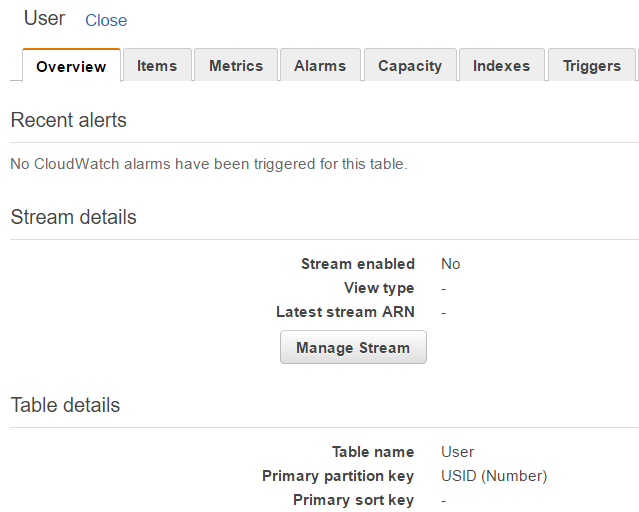 User Close
Overview Items Metrics Alarms Capacity Indexes Triggers
Recent alerts
No CloudWatch alarms have been triggered for this table.
Stream details
Stream enabled No
View type -
Latest stream ARN -
Manage Stream
Table details
Table name User
Primary partition key USID (Number)
Primary sort key -